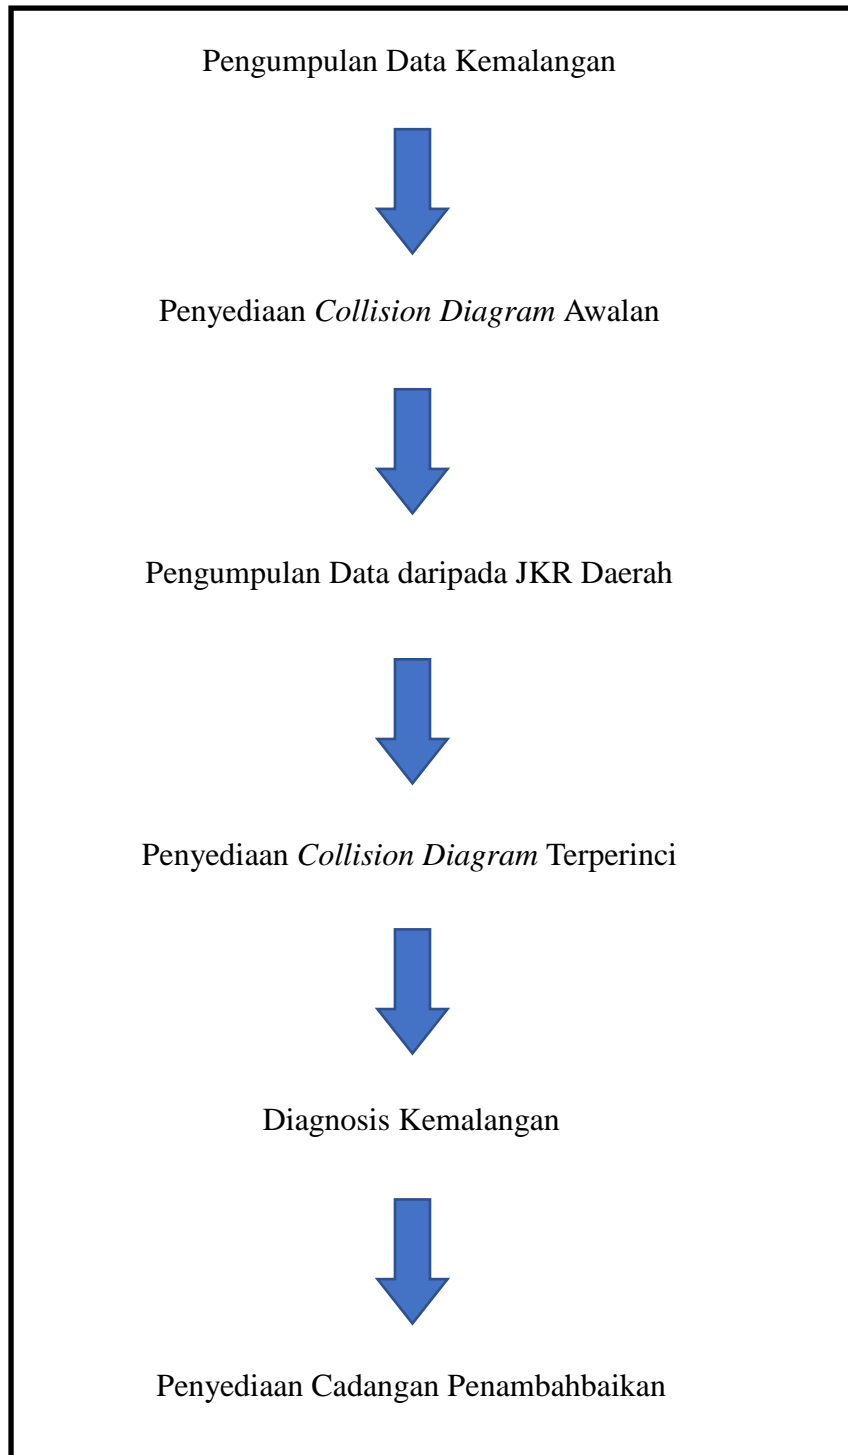 Pengumpulan Data Kemalangan
Penyediaan Collision Diagram Awalan
Pengumpulan Data daripada JKR Daerah
Penyediaan Collision Diagram Terperinci
Diagnosis Kemalangan
Penyediaan Cadangan Penambahbaikan